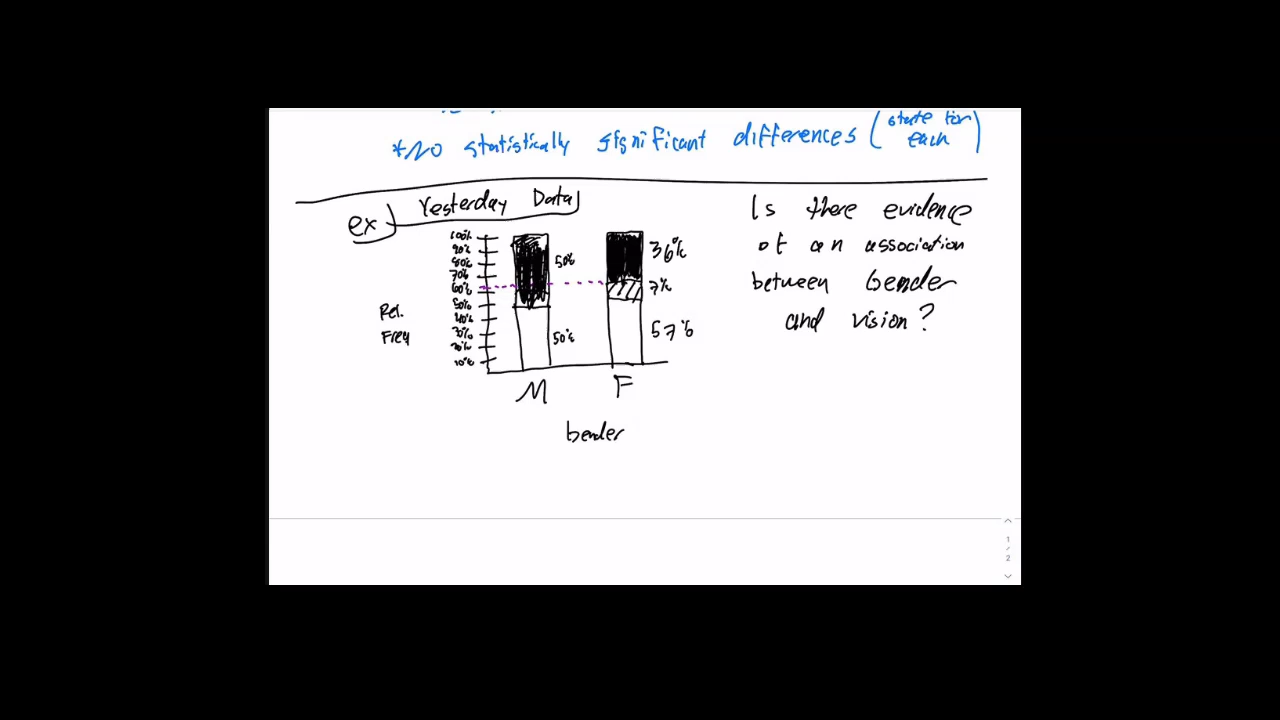 *No statistically significant differences (state for
each)
ex) Yesterday Data
Is there evidence
of an association
between Gender
and vision?
100%
90%
80%
70%
60%
50%
40%
30%
20%
10%
Rel.
Freq
50%
50%
36%
7%
57%
M F
Gender
1
/
2